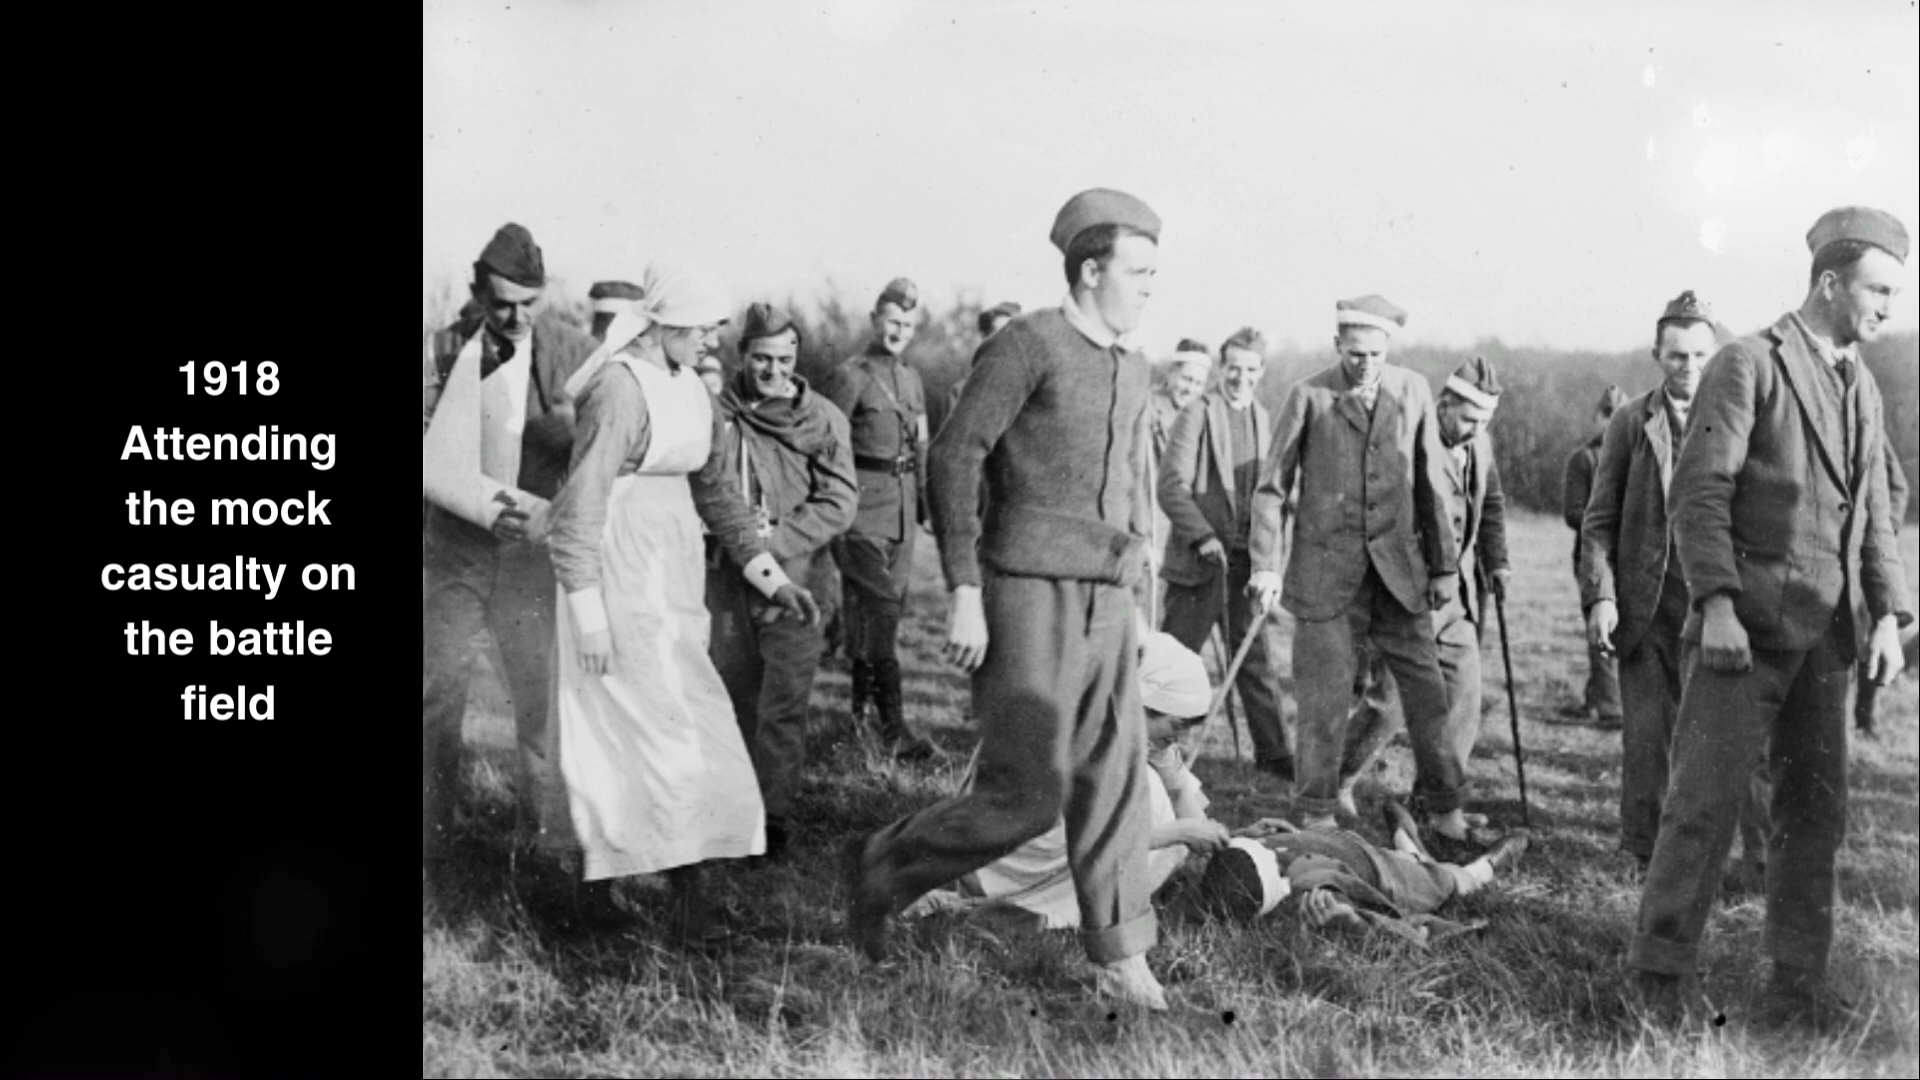 1918
Attending
the mock
casualty on
the battle
field